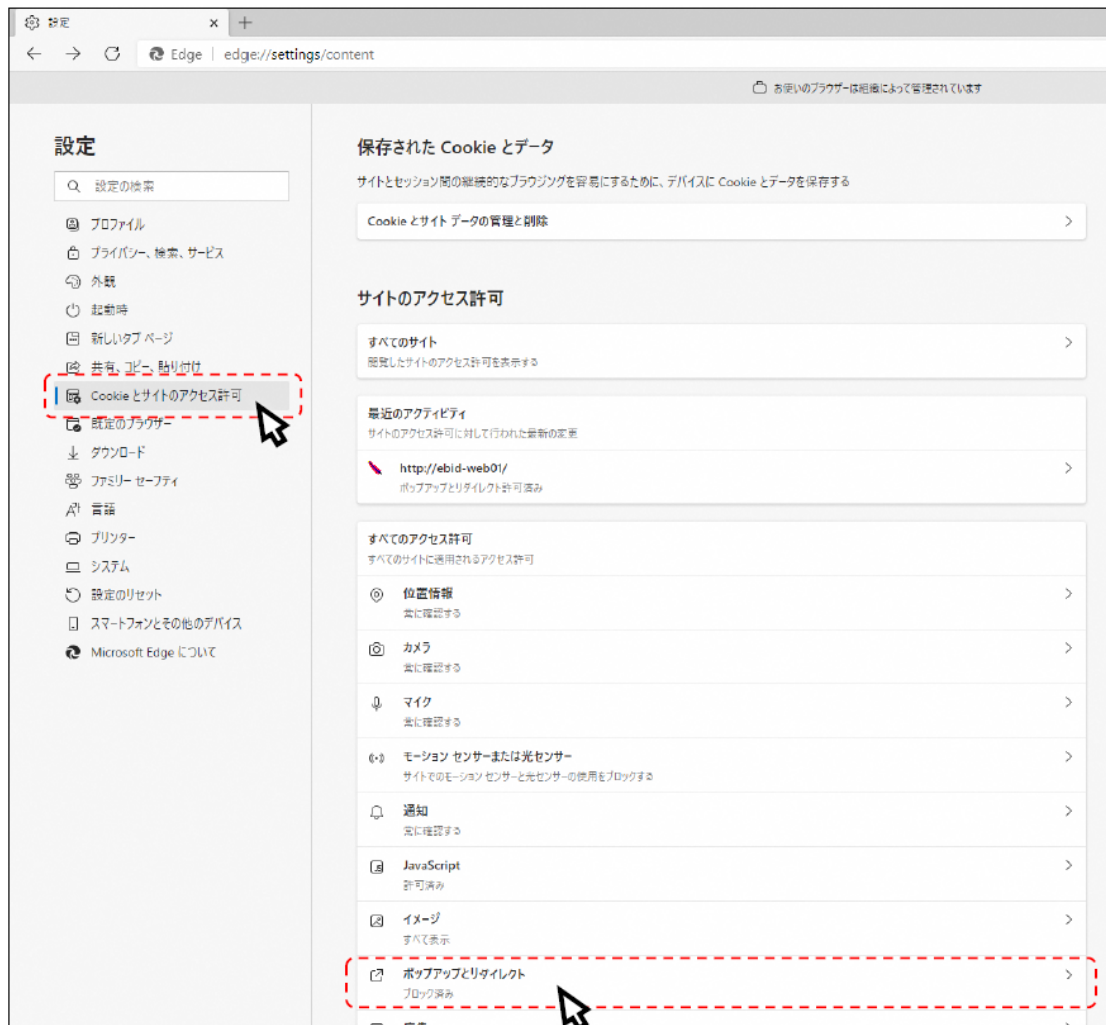 設定
Edge edge://settings/content
お使いのブラウザーは組織によって管理されています
設定
設定の検索
プロファイル
プライバシー、検索、サービス
外観
起動時
新しいタブ ページ
共有、コピー、貼り付け
Cookie とサイトのアクセス許可
既定のブラウザー
ダウンロード
ファミリー セーフティ
言語
プリンター
システム
設定のリセット
スマートフォンとその他のデバイス
Microsoft Edge について
保存された Cookie とデータ
サイトとセッション間の継続的なブラウジングを容易にするために、デバイスに Cookie とデータを保存する
Cookie とサイト データの管理と削除
サイトのアクセス許可
すべてのサイト
閲覧したサイトのアクセス許可を表示する
最近のアクティビティ
サイトのアクセス許可に対して行われた最新の変更
http://ebid-web01/
ポップアップとリダイレクト許可済み
すべてのアクセス許可
すべてのサイトに適用されるアクセス許可
位置情報
常に確認する
カメラ
常に確認する
マイク
常に確認する
モーション センサーまたは光センサー
サイトでのモーション センサーと光センサーの使用をブロックする
通知
常に確認する
JavaScript
許可済み
イメージ
すべて表示
ポップアップとリダイレクト
ブロック済み